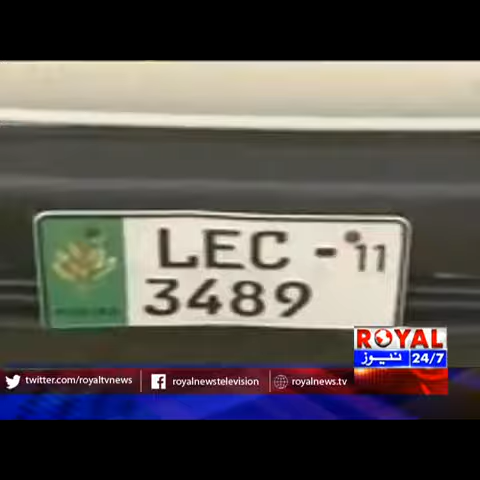 LEC - 11
3489
ROYAL
نیوز 24/7
twitter.com/royaltvnews
royalnewstelevision
royalnews.tv